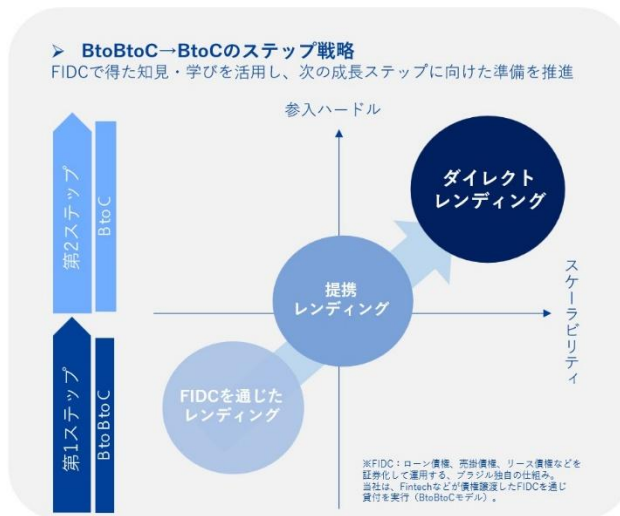 ➤ BtoBtoC→BtoCのステップ戦略
FIDCで得た知見・学びを活用し、次の成長ステップに向けた準備を推進
参入ハードル
ダイレクト
レンディング
第2ステップ
BtoC
提携
レンディング
スケーラビリティ
FIDCを通じた
レンディング
第1ステップ
BtoBtoC
※FIDC：ローン債権、売掛債権、リース債権などを
証券化して運用する、ブラジル独自の仕組み。
当社は、Fintechなどが債権譲渡したFIDCを通じ
貸付を実行（BtoBtoCモデル）。